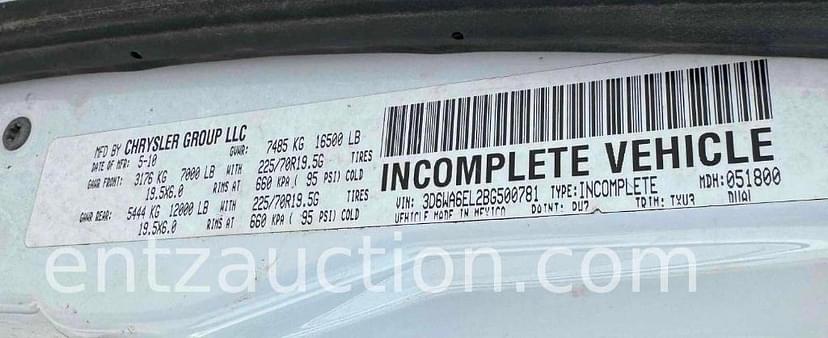 MFD BY CHRYSLER GROUP LLC
DATE OF MFR: 5-10 GVWR: 7485 KG 16500 LB
GAWR FRONT: 3176 KG 7000 LB WITH 225/70R19.5G TIRES
19.5X6.0 RIMS AT 660 KPA ( 95 PSI) COLD
GAWR REAR: 5444 KG 12000 LB WITH 225/70R19.5G TIRES
19.5X6.0 RIMS AT 660 KPA ( 95 PSI) COLD
INCOMPLETE VEHICLE
VIN: 3D6WA6EL2BG500781 TYPE: INCOMPLETE MDH: 051800
VEHICLE MADE IN MEXICO PAINT: TRIM:
entzauction.com